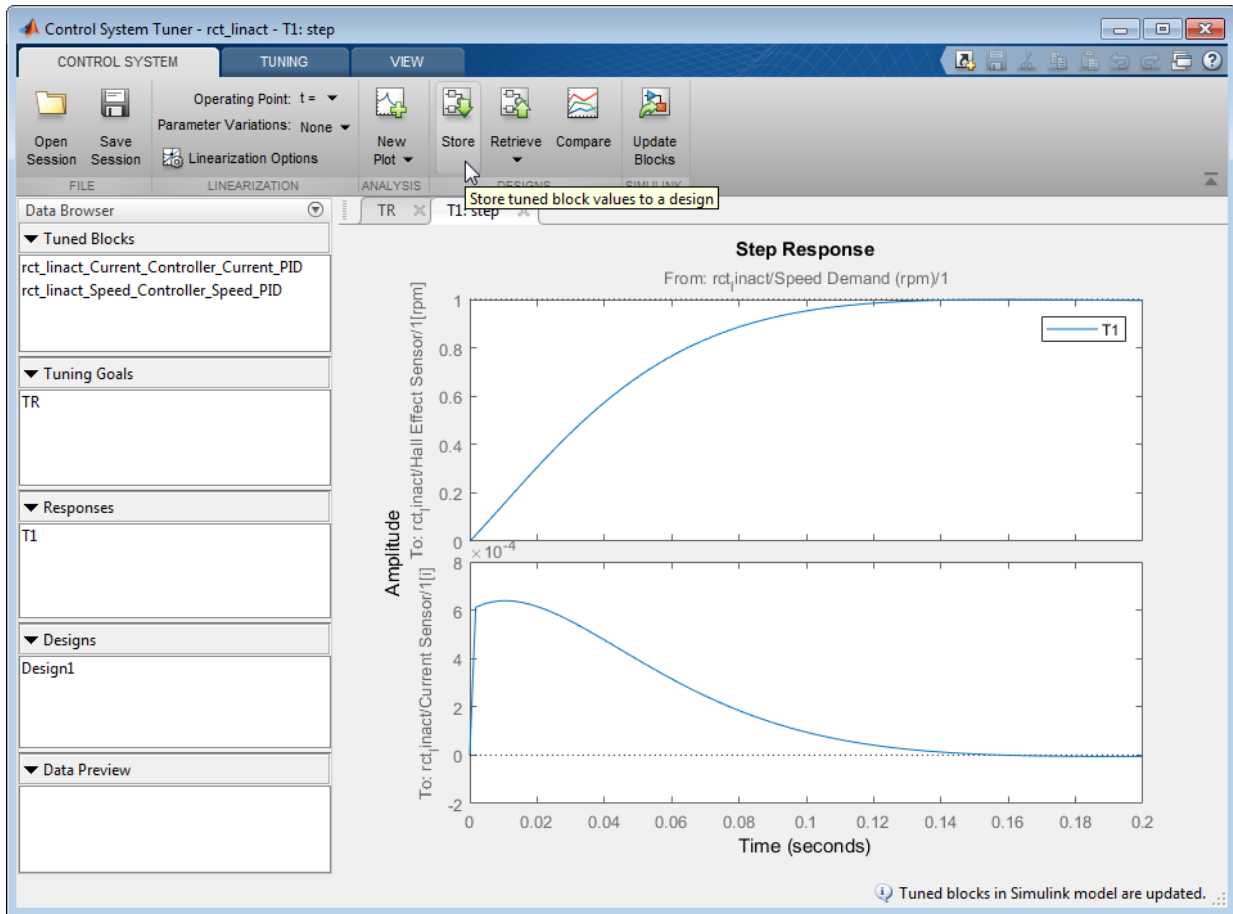 Control System Tuner - rct_linact - T1: step
CONTROL SYSTEM
TUNING
VIEW
Open Session
Save Session
Operating Point: t =
Parameter Variations: None
Linearization Options
New Plot
Store
Retrieve
Compare
Update Blocks
FILE
LINEARIZATION
ANALYSIS
DESIGNS
SIMULINK
Store tuned block values to a design
Data Browser
TR
T1: step
Tuned Blocks
rct_linact_Current_Controller_Current_PID
rct_linact_Speed_Controller_Speed_PID
Tuning Goals
TR
Responses
T1
Designs
Design1
Data Preview
Step Response
From: rct_linact/Speed Demand (rpm)/1
T1
Amplitude
To: rct_linact/Hall Effect Sensor/1[rpm]
1
0.8
0.6
0.4
0.2
0
×10-4
To: rct_linact/Current Sensor/1[i]
8
6
4
2
0
-2
0 0.02 0.04 0.06 0.08 0.1 0.12 0.14 0.16 0.18 0.2
Time (seconds)
Tuned blocks in Simulink model are updated.